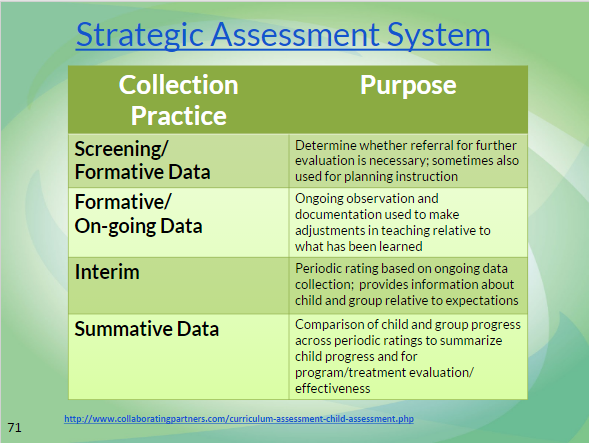 Strategic Assessment System
Collection
Practice
Purpose
Screening/
Formative Data
Determine whether referral for further
evaluation is necessary; sometimes also
used for planning instruction
Formative/
On-going Data
Ongoing observation and
documentation used to make
adjustments in teaching relative to
what has been learned
Interim
Periodic rating based on ongoing data
collection; provides information about
child and group relative to expectations
Summative Data
Comparison of child and group progress
across periodic ratings to summarize
child progress and for
program/treatment evaluation/
effectiveness
http://www.collaboratingpartners.com/curriculum-assessment-child-assessment.php
71